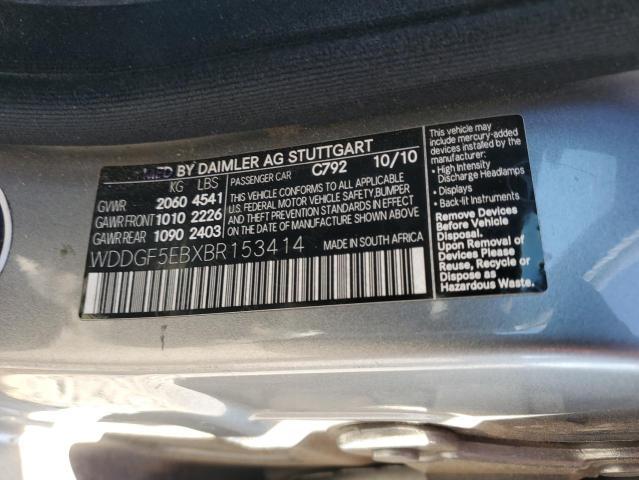 MFD BY DAIMLER AG STUTTGART
KG LBS PASSENGER CAR C792 10/10
GVWR 2060 4541
GAWR FRONT 1010 2226
GAWR REAR 1090 2403
THIS VEHICLE CONFORMS TO ALL APPLICABLE
U.S. FEDERAL MOTOR VEHICLE SAFETY, BUMPER,
AND THEFT PREVENTION STANDARDS IN EFFECT
ON THE DATE OF MANUFACTURE SHOWN ABOVE.
WDDGF5EBXBR153414
This vehicle may
include mercury-added
devices installed by the
manufacturer:
• High Intensity
Discharge Headlamps
• Displays
• Back-lit Instruments
Remove Devices
Before Vehicle
Disposal.
Upon Removal of
Devices Please
Reuse, Recycle or
Dispose as
Hazardous Waste.